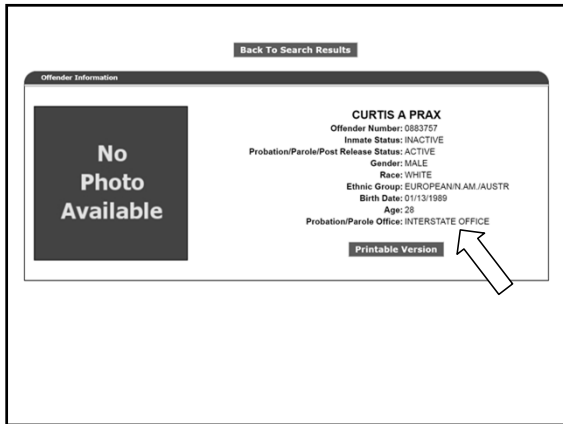 Back To Search Results
Offender Information
No
Photo
Available
CURTIS A PRAX
Offender Number: 0883757
Inmate Status: INACTIVE
Probation/Parole/Post Release Status: ACTIVE
Gender: MALE
Race: WHITE
Ethnic Group: EUROPEAN/N.AM./AUSTR
Birth Date: 01/13/1989
Age: 28
Probation/Parole Office: INTERSTATE OFFICE
Printable Version